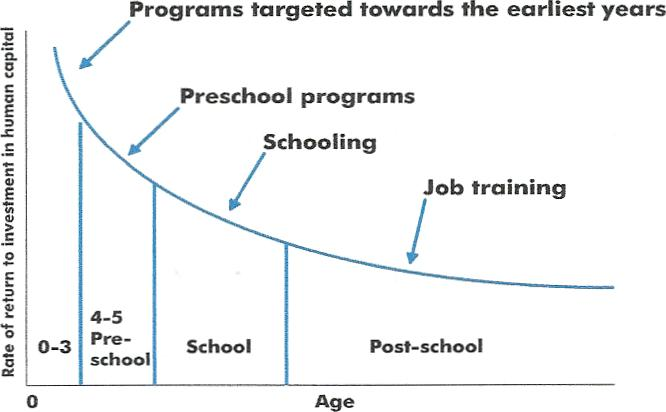 Programs targeted towards the earliest years
Preschool programs
Schooling
Job training
Rate of return to investment in human capital
0-3
4-5
Pre-
school
School
Post-school
0
Age